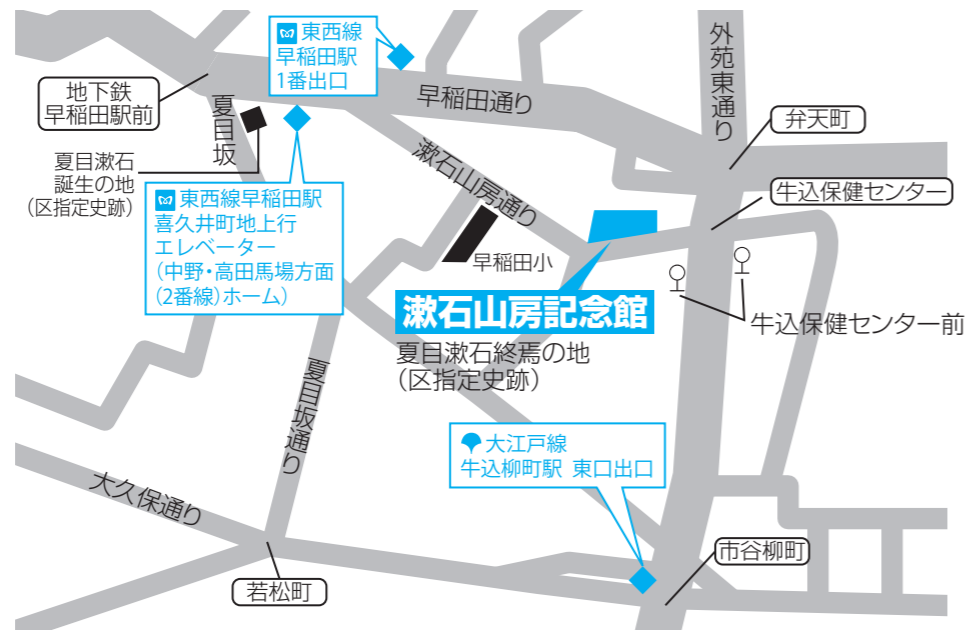 東西線
早稲田駅
1番出口
外苑東通り
地下鉄
早稲田駅前
夏目坂
早稲田通り
弁天町
夏目漱石
誕生の地
(区指定史跡)
東西線早稲田駅
喜久井町地上行
エレベーター
(中野・高田馬場方面
(2番線)ホーム)
漱石山房通り
牛込保健センター
早稲田小
漱石山房記念館
夏目漱石終焉の地
(区指定史跡)
牛込保健センター前
夏目坂通り
大江戸線
牛込柳町駅 東口出口
大久保通り
市谷柳町
若松町